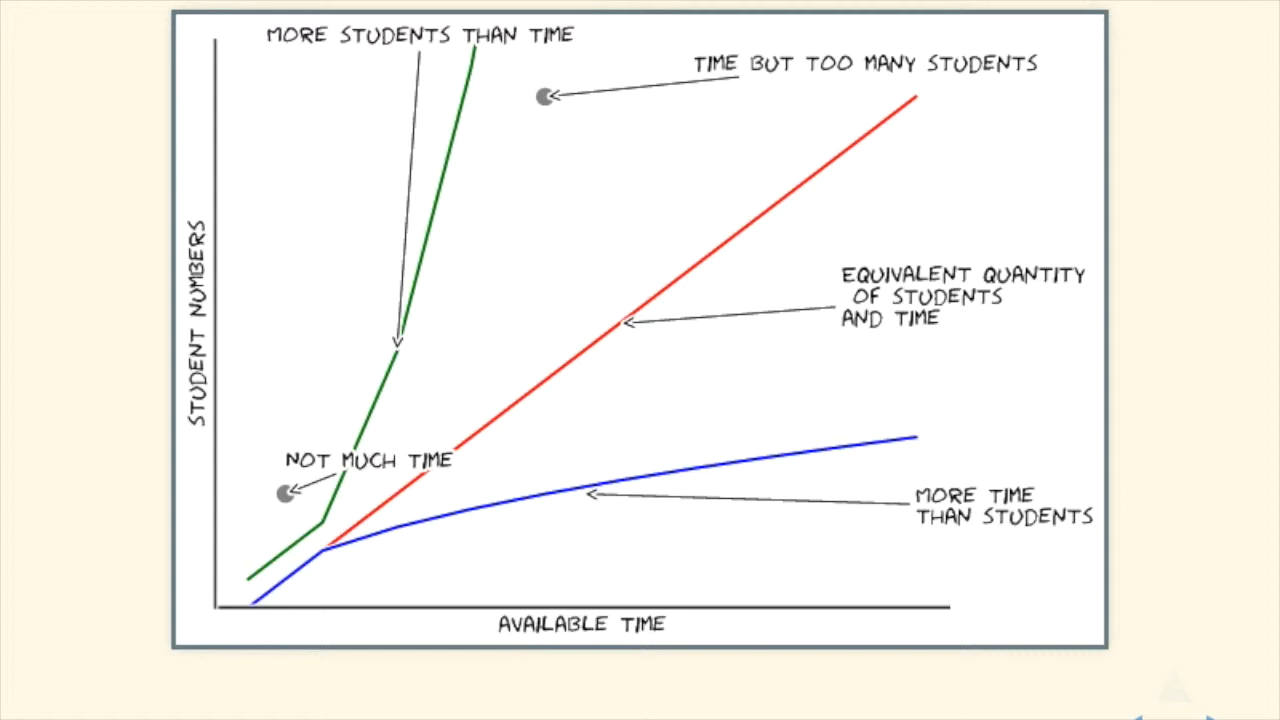 MORE STUDENTS THAN TIME
TIME BUT TOO MANY STUDENTS
STUDENT NUMBERS
EQUIVALENT QUANTITY
OF STUDENTS
AND TIME
NOT MUCH TIME
MORE TIME
THAN STUDENTS
AVAILABLE TIME